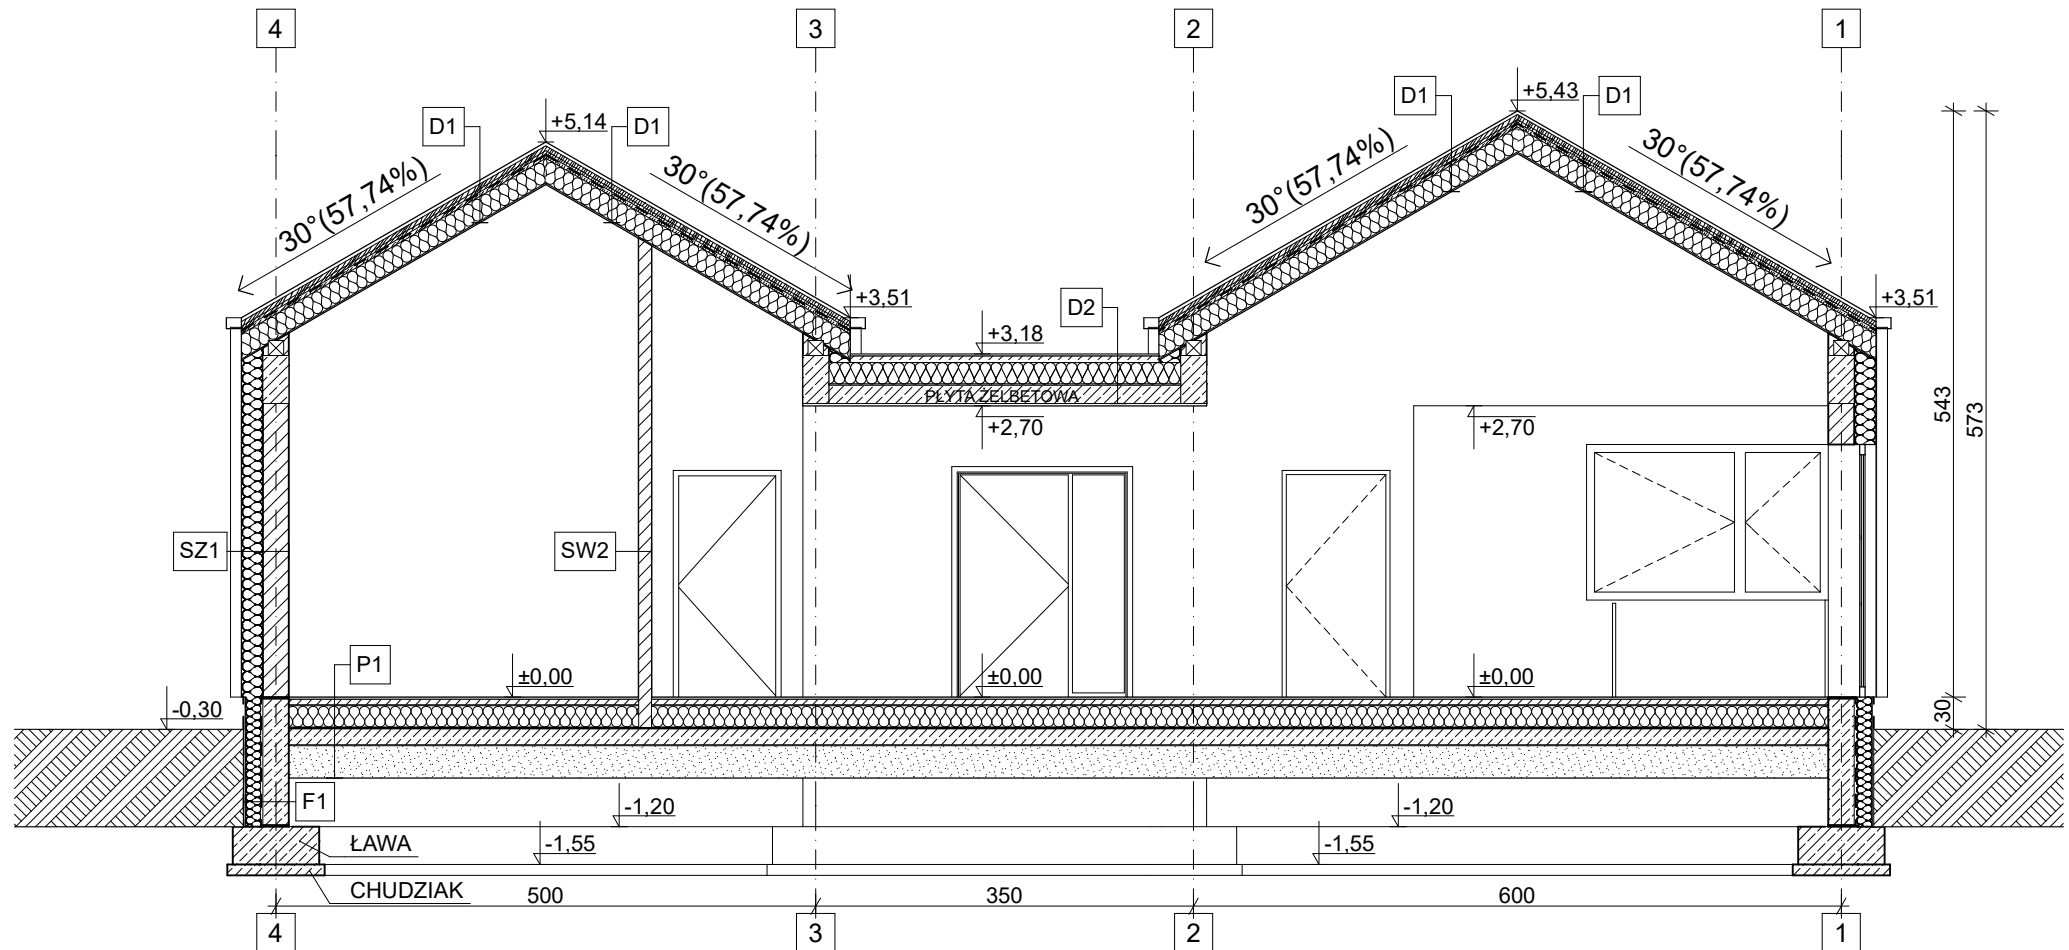 4
3
2
1
+5,43
D1
D1
D1
+5,14
D1
30°(57,74%)
30°(57,74%)
30°(57,74%)
30°(57,74%)
+3,51
+3,51
D2
+3,18
PŁYTA ŻELBETOWA
+2,70
+2,70
543
573
SZ1
SW2
P1
±0,00
±0,00
±0,00
-0,30
30
F1
-1,20
-1,20
ŁAWA
-1,55
-1,55
CHUDZIAK
500
350
600
4
3
2
1